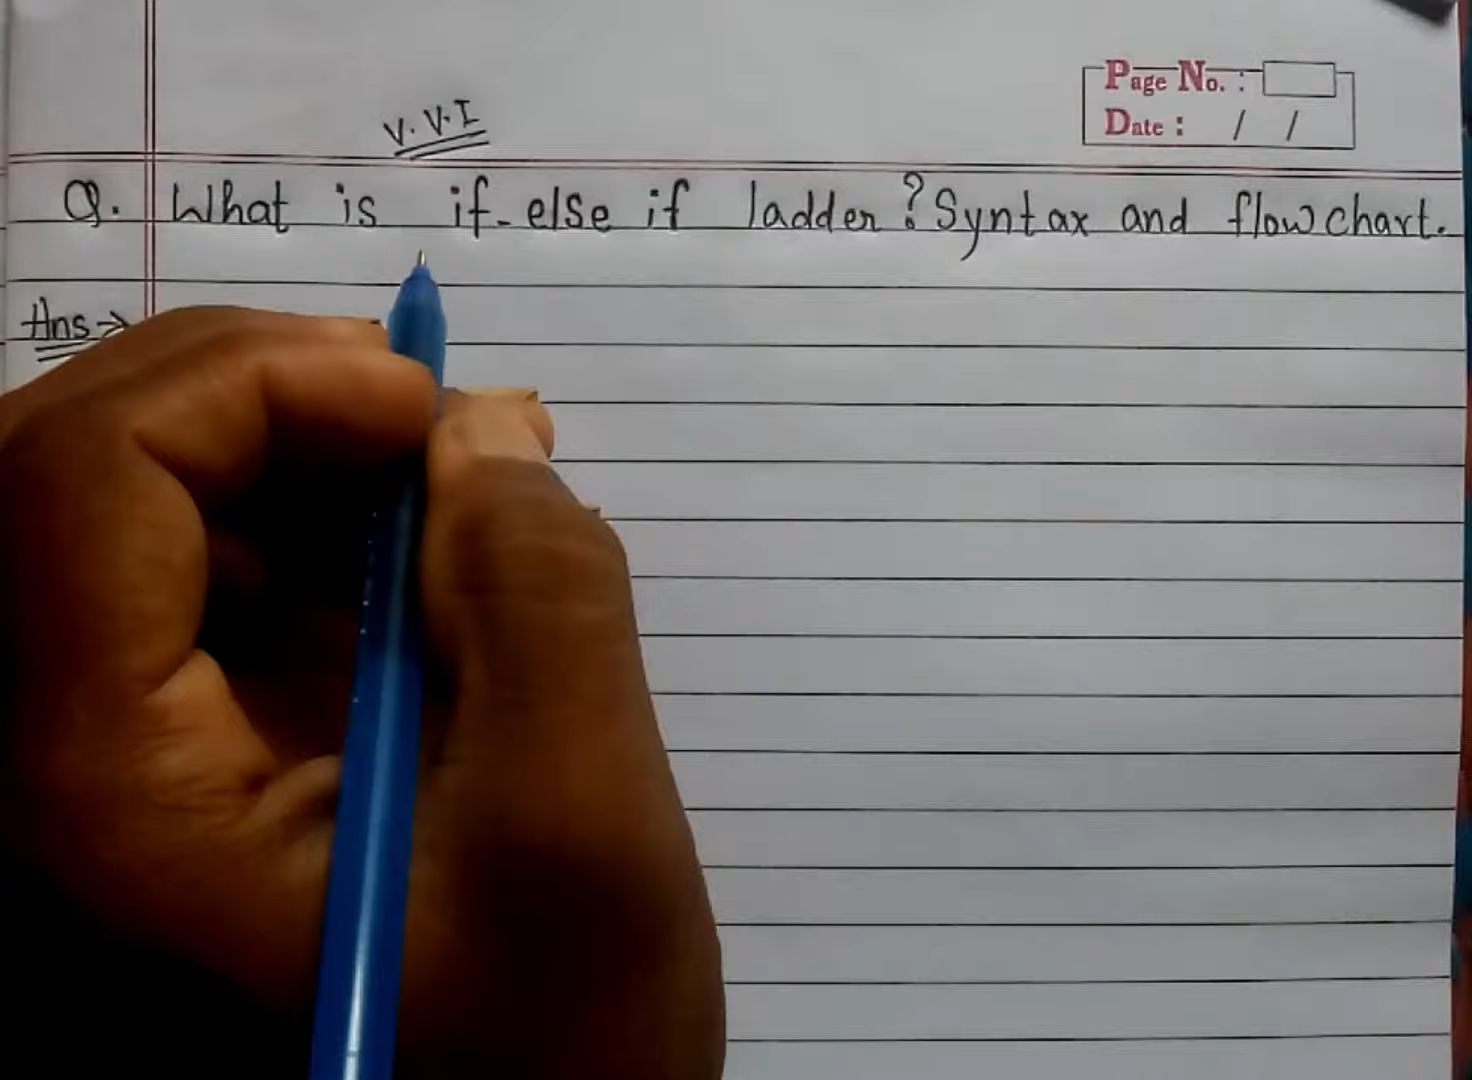 Page No. :
Date : / /
V.V.I
Q. What is if-else if ladder? Syntax and flowchart.
Ans→